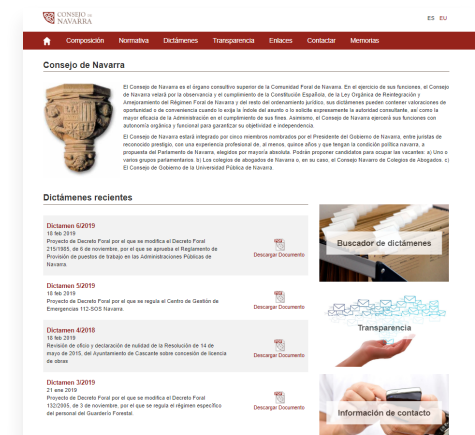 CONSEJO DE
NAVARRA
ES EU
Composición Normativa Dictámenes Transparencia Enlaces Contactar Memorias
Consejo de Navarra
El Consejo de Navarra es el órgano consultivo superior de la Comunidad Foral de Navarra. En el ejercicio de sus funciones, el Consejo
de Navarra velará por la observancia y el cumplimiento de la Constitución Española, de la Ley Orgánica de Reintegración y
Amejoramiento del Régimen Foral de Navarra y del resto del ordenamiento jurídico, sus dictámenes pueden contener valoraciones de
oportunidad o de conveniencia cuando lo exija la índole del asunto o lo solicite expresamente la autoridad consultante, así como la
mayor eficacia de la Administración en el cumplimiento de sus fines. Asimismo, el Consejo de Navarra ejercerá sus funciones con
autonomía orgánica y funcional para garantizar su objetividad e independencia.
El Consejo de Navarra estará integrado por cinco miembros nombrados por el Presidente del Gobierno de Navarra, entre juristas de
reconocido prestigio, con una experiencia profesional de, al menos, quince años y que tengan la condición política navarra, a
propuesta del Parlamento de Navarra, elegidos por mayoría absoluta. Podrán proponer candidatos para ocupar las vacantes: a) Uno o
varios grupos parlamentarios. b) Los colegios de abogados de Navarra o, en su caso, el Consejo Navarro de Colegios de Abogados. c)
El Consejo de Gobierno de la Universidad Pública de Navarra.
Dictámenes recientes
Dictamen 6/2019
18 feb 2019
Proyecto de Decreto Foral por el que se modifica el Decreto Foral
215/1985, de 6 de noviembre, por el que se aprueba el Reglamento de
Provisión de puestos de trabajo en las Administraciones Públicas de
Navarra
Descargar Documento
Dictamen 5/2019
18 feb 2019
Proyecto de Decreto Foral por el que se regula el Centro de Gestión de
Emergencias 112-SOS Navarra
Descargar Documento
Dictamen 4/2018
18 feb 2019
Revisión de oficio y declaración de nulidad de la Resolución de 14 de
mayo de 2015, del Ayuntamiento de Cascante sobre concesión de licencia
de obras
Descargar Documento
Dictamen 3/2019
21 ene 2019
Proyecto de Decreto Foral por el que se modifica el Decreto Foral
132/2005, de 3 de noviembre, por el que se regula el régimen específico
del personal del Guarderío Forestal.
Descargar Documento
Buscador de dictámenes
Transparencia
Información de contacto